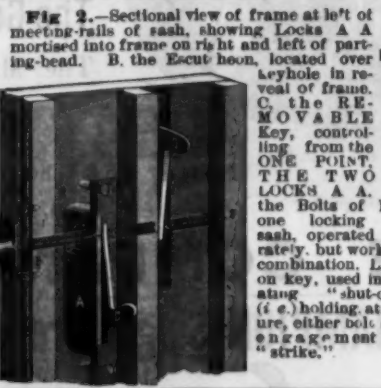 Fig 2.—Sectional view of frame at left of
meeting-rails of sash, showing Locks A A
mortised into frame on right and left of part-
ing-bead. B. the Escutcheon, located over
keyhole in re-
veal of frame.
C, the RE-
MOVABLE
Key, control-
ling from the
ONE POINT,
THE TWO
LOCKS A A.
the Bolts of
one locking
sash, operated
rately, but work
combination. L
on key, used in
ating "shut-
(i e.) holding, at
ure, either bolt
engagement
"strike."
A